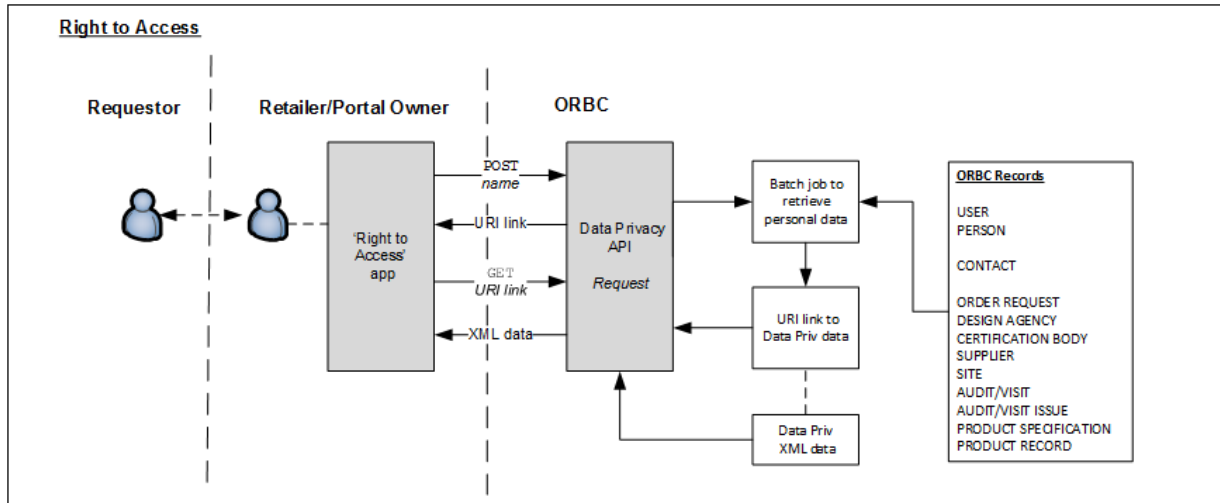 Right to Access
Requestor
Retailer/Portal Owner
ORBC
'Right to
Access'
app
POST
name
URI link
GET
URI link
XML data
Data Privacy
API
Request
Batch job to
retrieve
personal data
URI link to
Data Priv data
Data Priv
XML data
ORBC Records
USER
PERSON
CONTACT
ORDER REQUEST
DESIGN AGENCY
CERTIFICATION BODY
SUPPLIER
SITE
AUDIT/VISIT
AUDIT/VISIT ISSUE
PRODUCT SPECIFICATION
PRODUCT RECORD